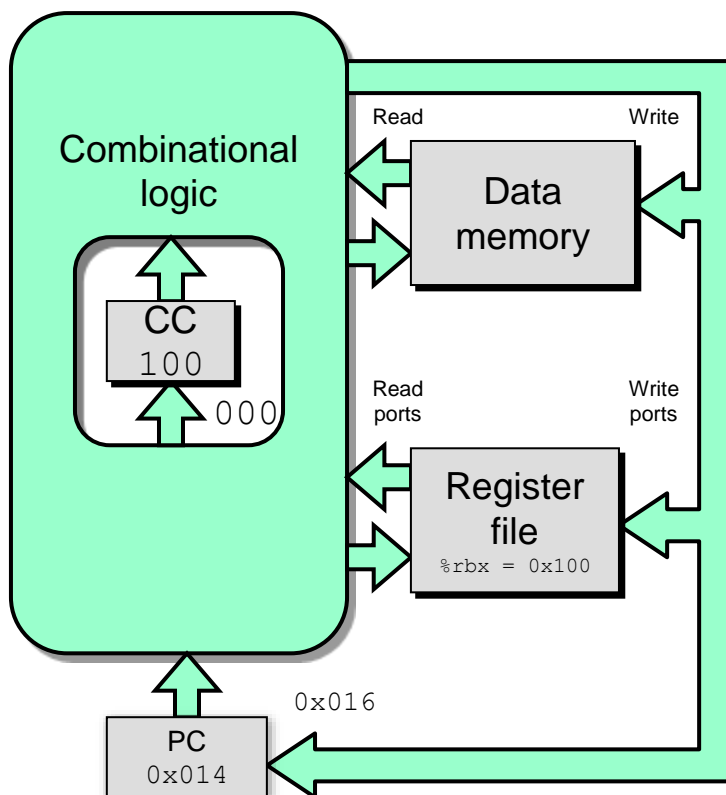 Combinational
logic
CC
100
000
Read
Write
Data
memory
Read
ports
Write
ports
Register
file
%rbx = 0x100
0x016
PC
0x014